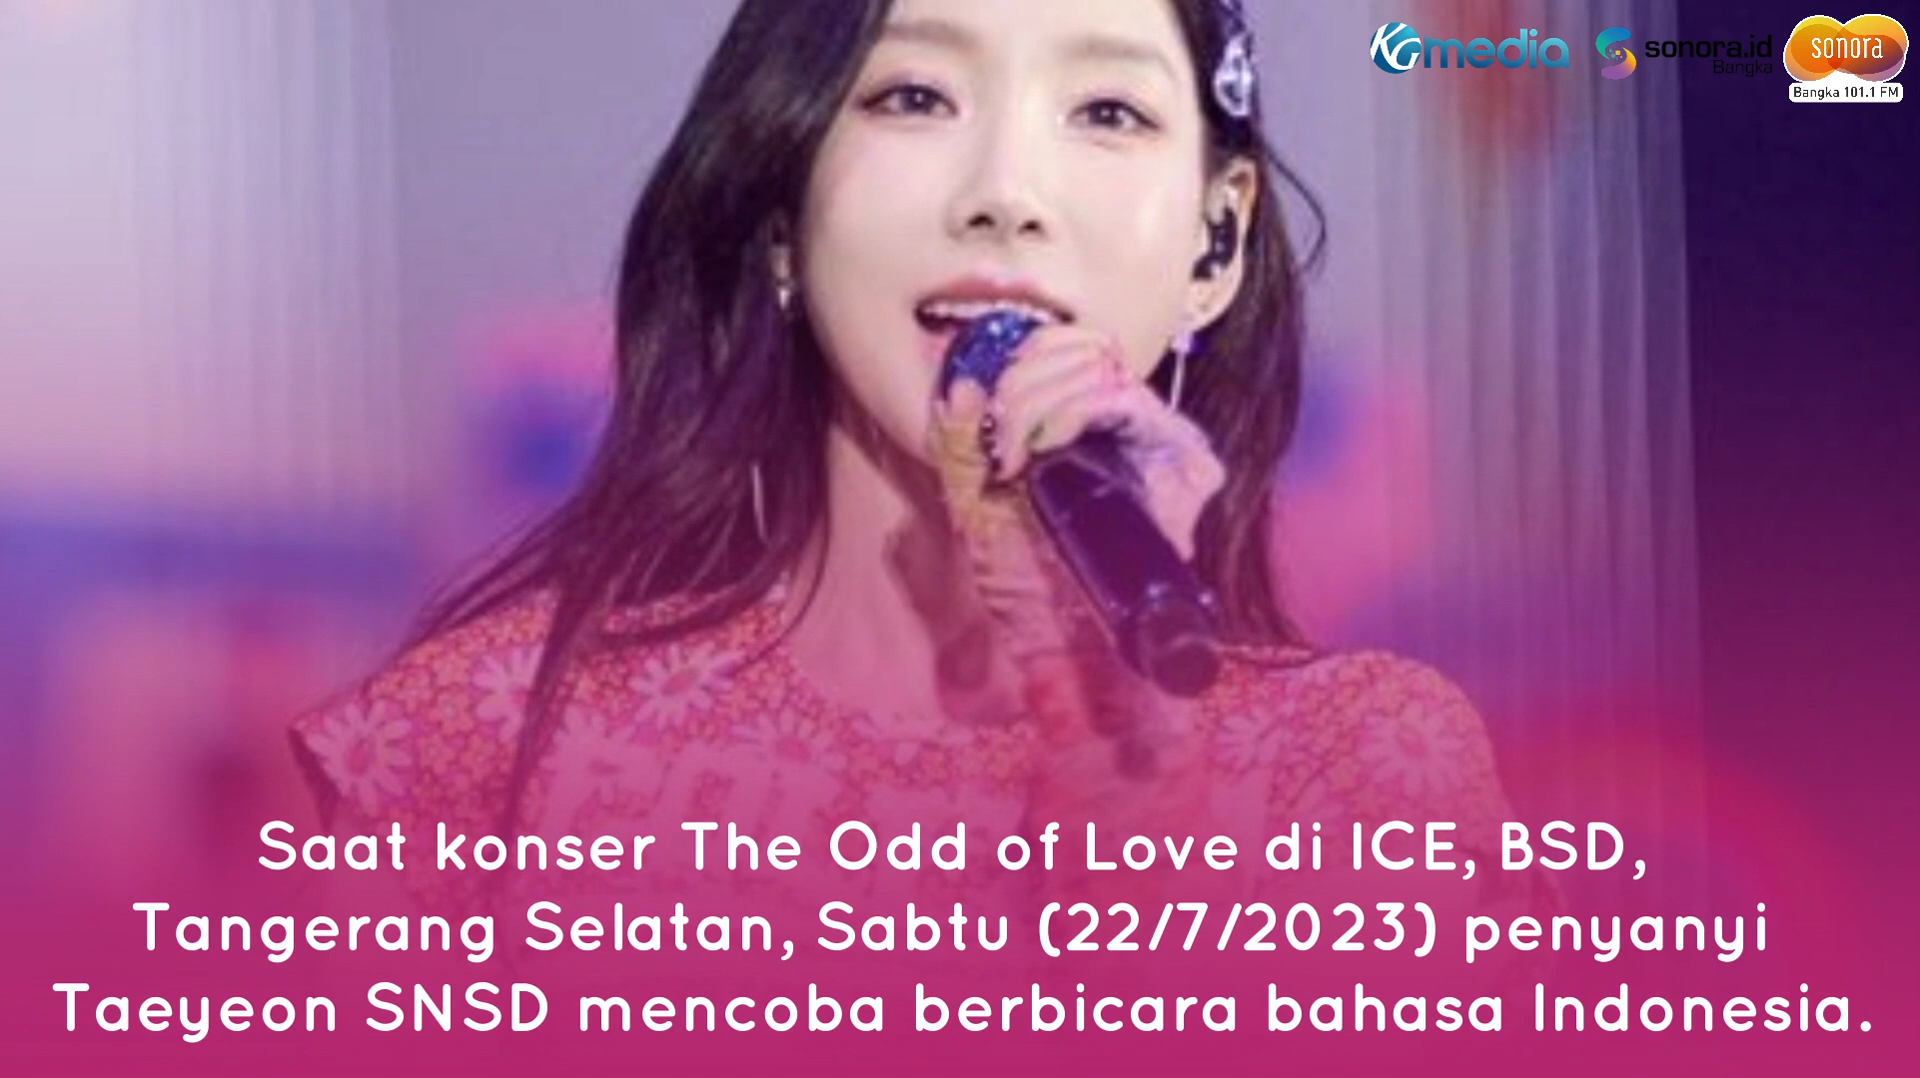 KGmedia
sonora.id
Bangka
sonora
Bangka 101.1 FM
Saat konser The Odd of Love di ICE, BSD,
Tangerang Selatan, Sabtu (22/7/2023) penyanyi
Taeyeon SNSD mencoba berbicara bahasa Indonesia.